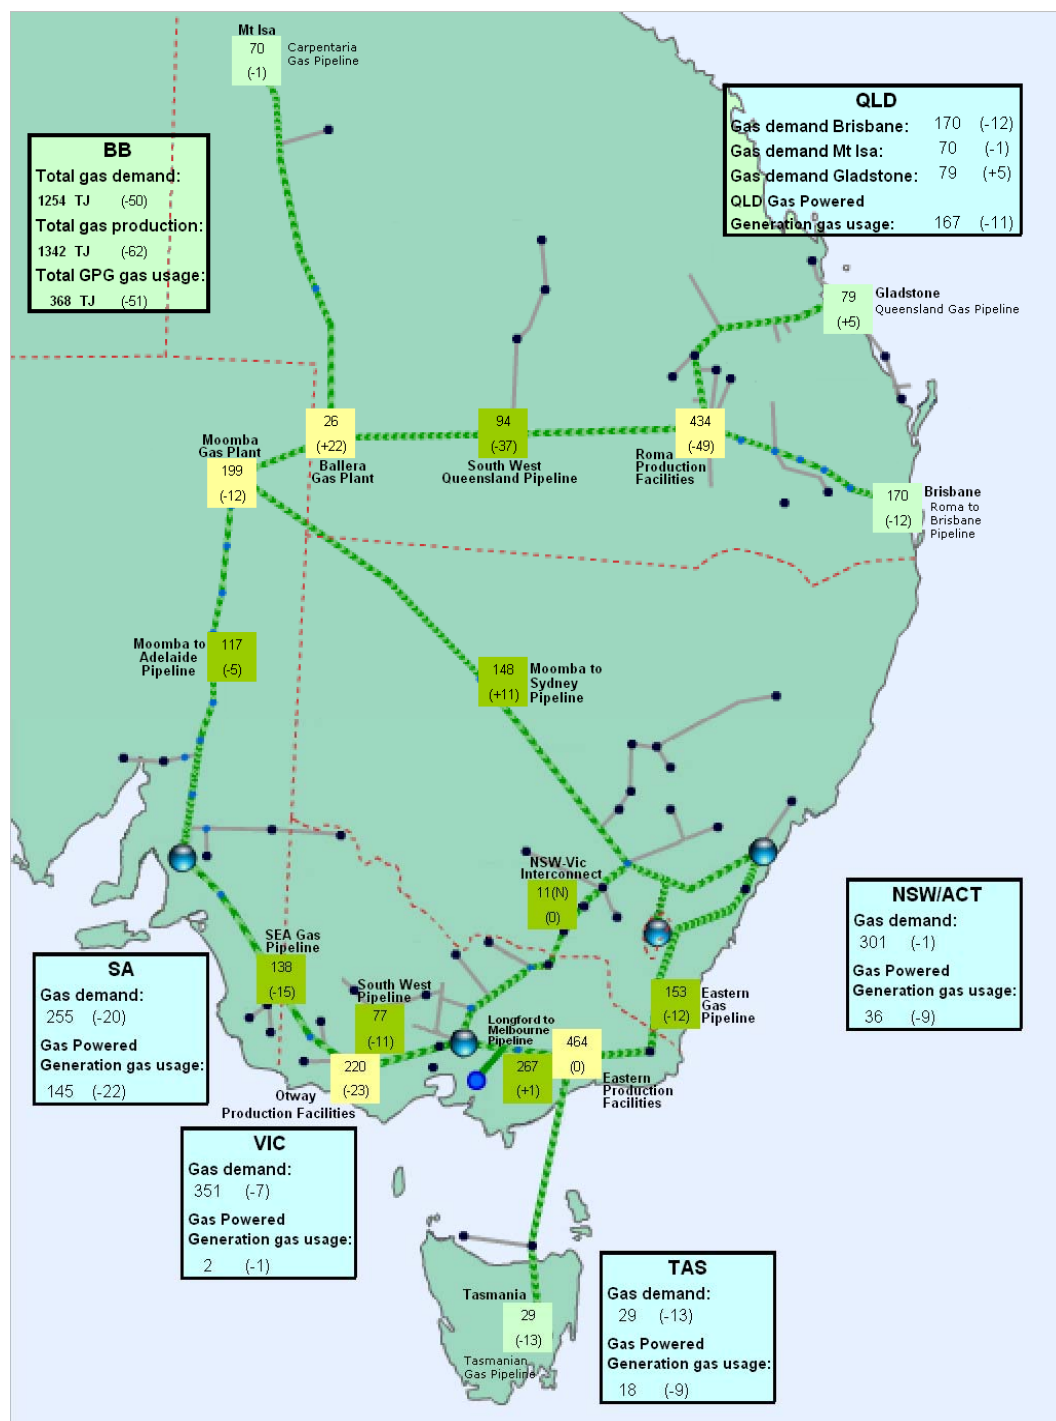 Mt Isa
70
(-1)
Carpentaria
Gas Pipeline
QLD
Gas demand Brisbane: 170 (-12)
Gas demand Mt Isa: 70 (-1)
Gas demand Gladstone: 79 (+5)
QLD Gas Powered
Generation gas usage: 167 (-11)
BB
Total gas demand:
1254 TJ (-50)
Total gas production:
1342 TJ (-62)
Total GPG gas usage:
368 TJ (-51)
79
(+5)
Gladstone
Queensland Gas Pipeline
Moomba
Gas Plant
199
(-12)
26
(+22)
Ballera
Gas Plant
94
(-37)
South West
Queensland Pipeline
434
(-49)
Roma
Production
Facilities
170
(-12)
Brisbane
Roma to
Brisbane
Pipeline
Moomba to
Adelaide
Pipeline
117
(-5)
148
(+11)
Moomba to
Sydney
Pipeline
NSW-Vic
Interconnect
11(N)
(0)
NSW/ACT
Gas demand:
301 (-1)
Gas Powered
Generation gas usage:
36 (-9)
SEA Gas
Pipeline
138
(-15)
SA
Gas demand:
255 (-20)
Gas Powered
Generation gas usage:
145 (-22)
South West
Pipeline
77
(-11)
Longford to
Melbourne
Pipeline
267
(+1)
464
(0)
Eastern
Production
Facilities
153
(-12)
Eastern
Gas
Pipeline
220
(-23)
Otway
Production Facilities
VIC
Gas demand:
351 (-7)
Gas Powered
Generation gas usage:
2 (-1)
Tasmania
29
(-13)
Tasmanian
Gas Pipeline
TAS
Gas demand:
29 (-13)
Gas Powered
Generation gas usage:
18 (-9)